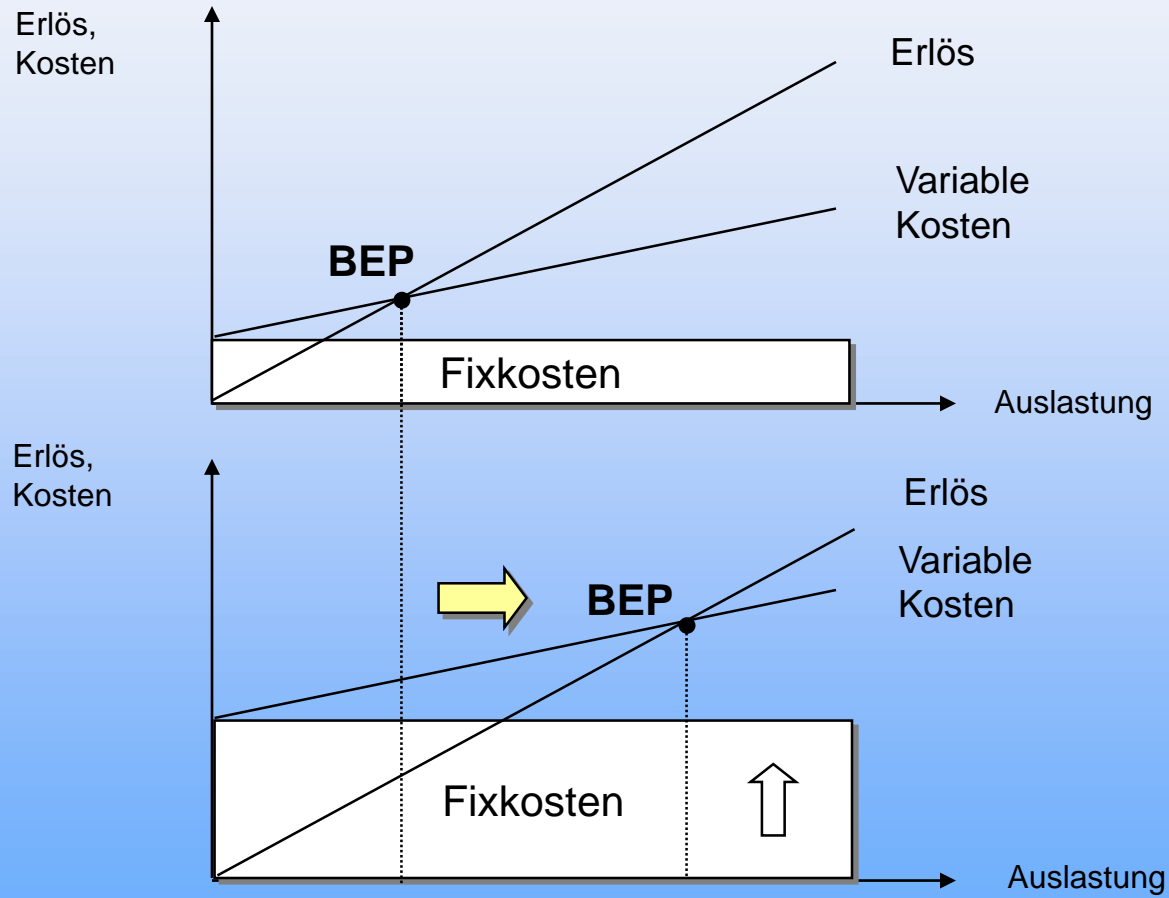 Erlös,
Kosten
Erlös
Variable
Kosten
BEP
Fixkosten
Auslastung
Erlös,
Kosten
Erlös
Variable
Kosten
BEP
Fixkosten
Auslastung